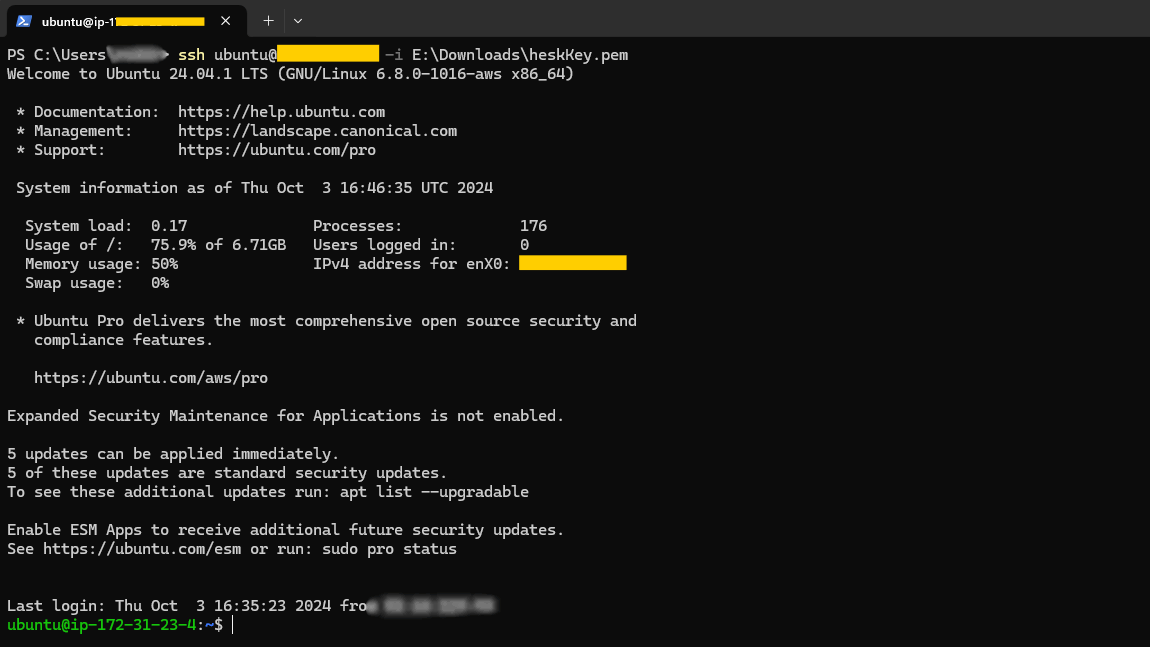 ubuntu@ip-1
PS C:\Users\ > ssh ubuntu@ -i E:\Downloads\heskKey.pem
Welcome to Ubuntu 24.04.1 LTS (GNU/Linux 6.8.0-1016-aws x86_64)
* Documentation: https://help.ubuntu.com
* Management: https://landscape.canonical.com
* Support: https://ubuntu.com/pro
System information as of Thu Oct 3 16:46:35 UTC 2024
System load: 0.17 Processes: 176
Usage of /: 75.9% of 6.71GB Users logged in: 0
Memory usage: 50% IPv4 address for enX0:
Swap usage: 0%
* Ubuntu Pro delivers the most comprehensive open source security and
compliance features.
https://ubuntu.com/aws/pro
Expanded Security Maintenance for Applications is not enabled.
5 updates can be applied immediately.
5 of these updates are standard security updates.
To see these additional updates run: apt list --upgradable
Enable ESM Apps to receive additional future security updates.
See https://ubuntu.com/esm or run: sudo pro status
Last login: Thu Oct 3 16:35:23 2024 from
ubuntu@ip-172-31-23-4:~$